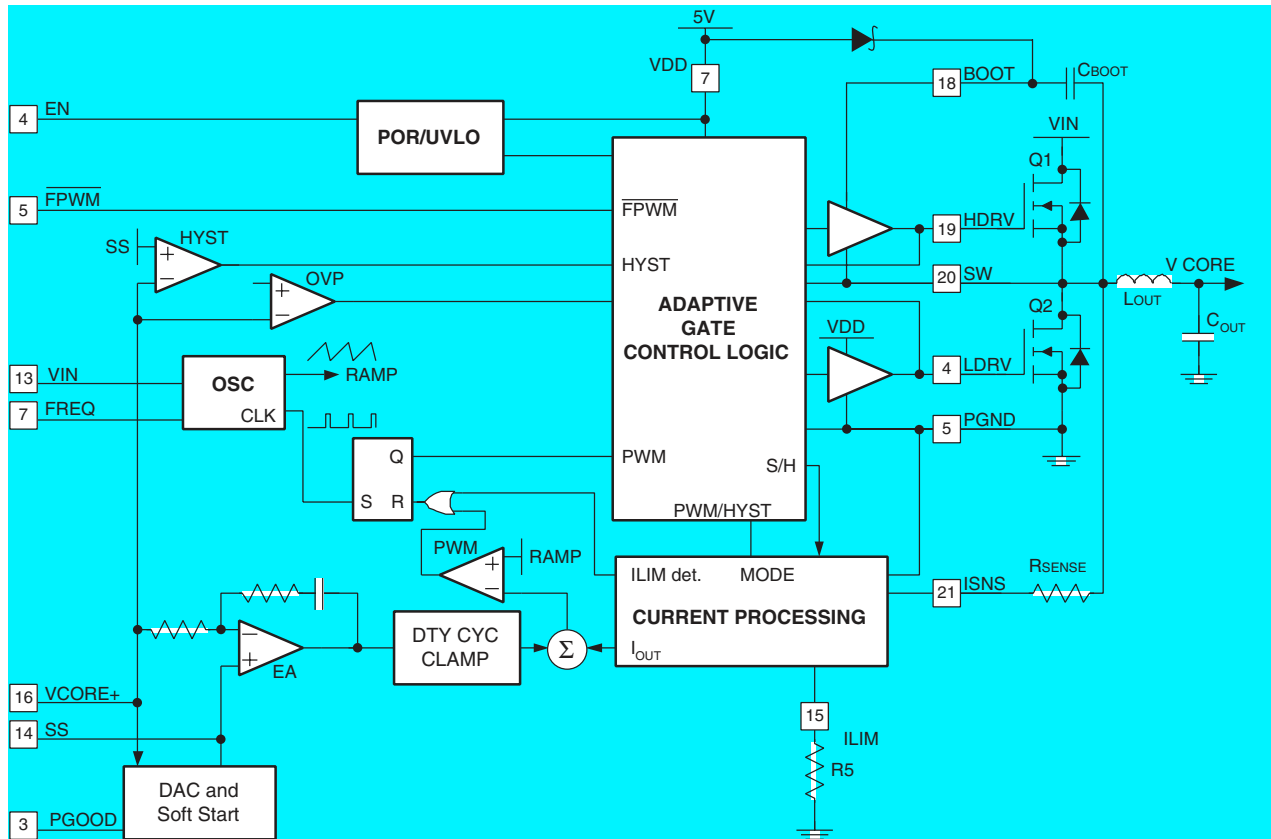 5V
VDD
7
18
BOOT
CBOOT
4
EN
POR/UVLO
VIN
Q1
5
FPWM
FPWM
19
HDRV
SS
HYST
+
−
HYST
OVP
+
−
20
SW
V CORE
LOUT
ADAPTIVE
GATE
CONTROL LOGIC
VDD
Q2
COUT
13
VIN
OSC
RAMP
4
LDRV
7
FREQ
CLK
5
PGND
Q
PWM
S/H
S
R
PWM/HYST
PWM
+
−
RAMP
ILIM det.
MODE
21
ISNS
RSENSE
CURRENT PROCESSING
IOUT
−
+
EA
DTY CYC
CLAMP
Σ
16
VCORE+
14
SS
15
ILIM
R5
DAC and
Soft Start
3
PGOOD